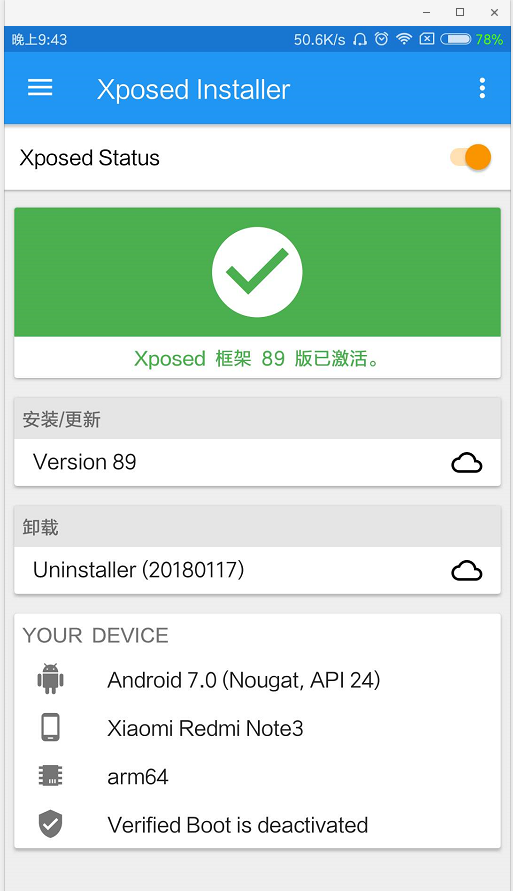 晚上9:43
50.6K/s
78%
Xposed Installer
Xposed Status
Xposed 框架 89 版已激活。
安装/更新
Version 89
卸载
Uninstaller (20180117)
YOUR DEVICE
Android 7.0 (Nougat, API 24)
Xiaomi Redmi Note3
arm64
Verified Boot is deactivated